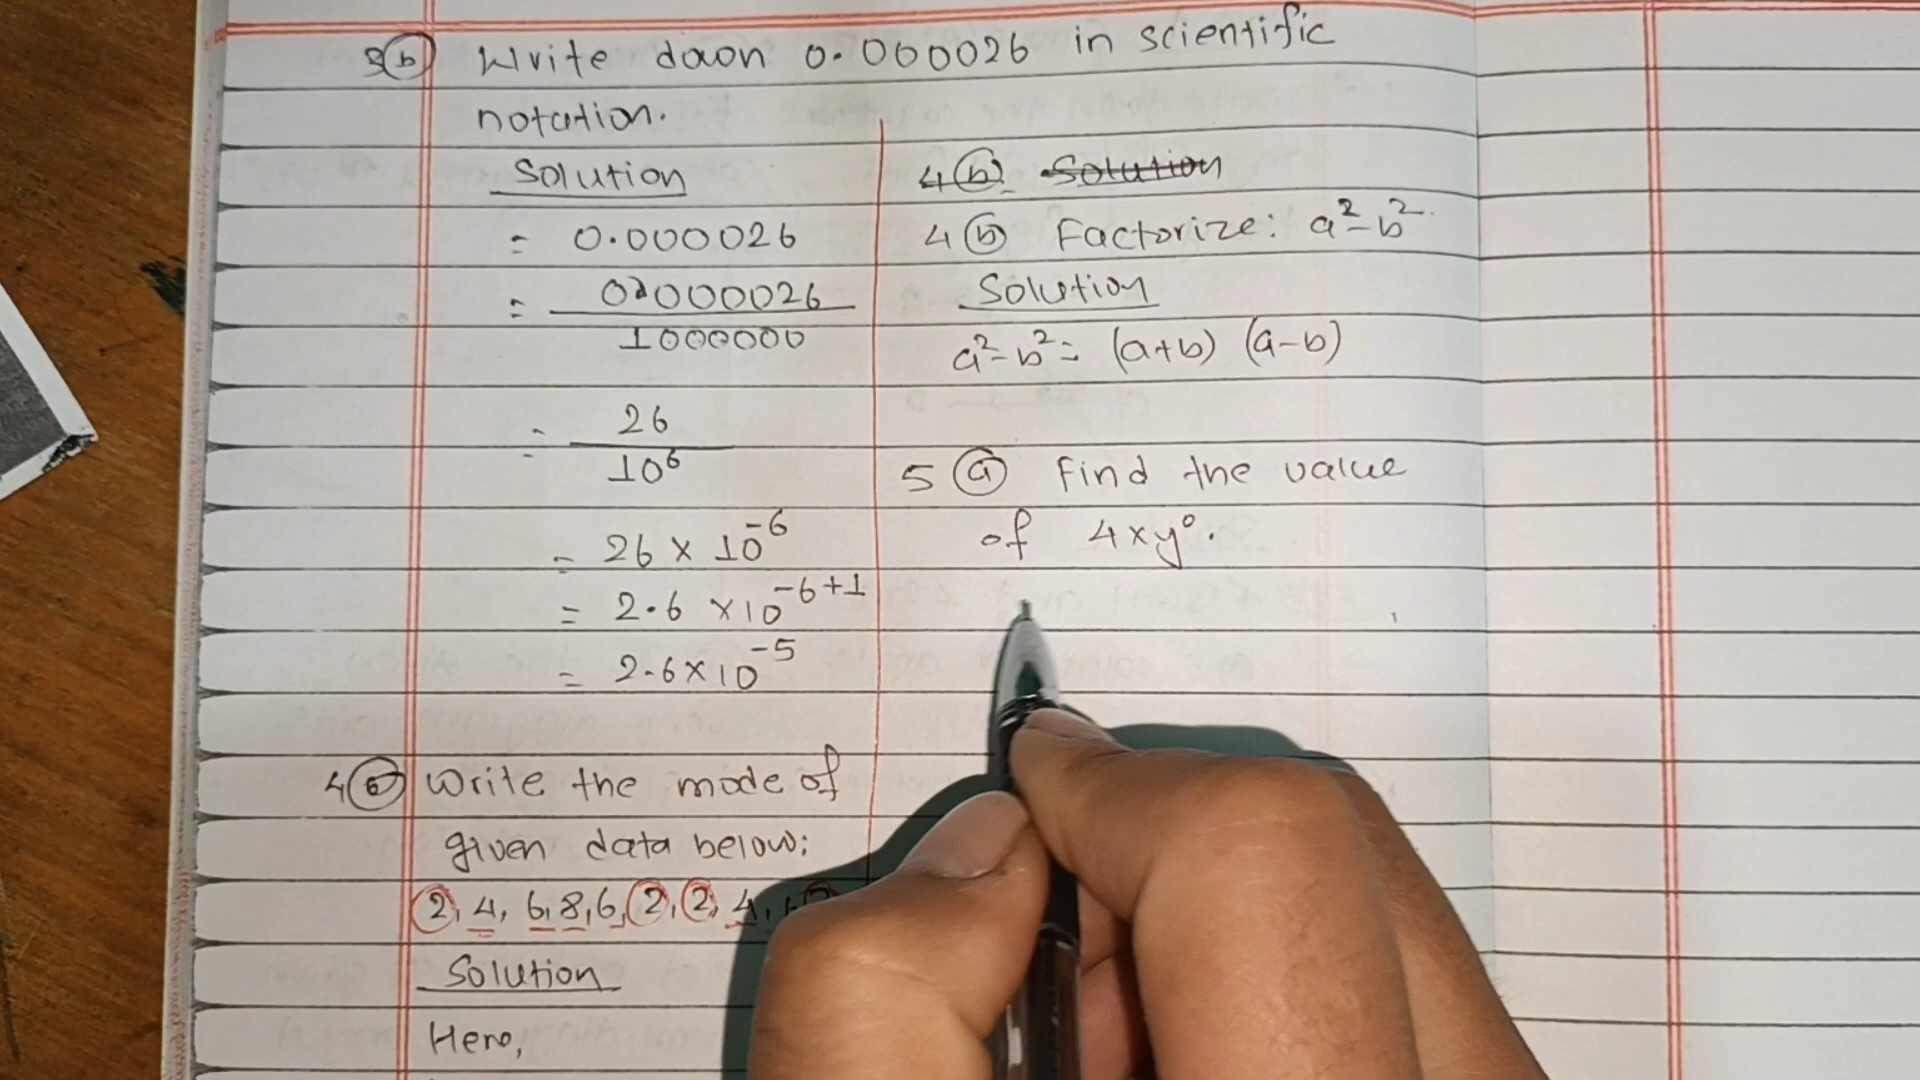 3(b) Write down 0.000026 in scientific
notation.
Solution
= 0.000026
= 0.000026 / 1000000
= 26 / 10⁶
= 26 × 10⁻⁶
= 2.6 × 10⁻⁶⁺¹
= 2.6 × 10⁻⁵
4(a) Write the mode of
given data below:
2, 4, 6, 8, 6, 2, 2, 4,
Solution
Here,
4(b) Solution
4(b) Factorize: a² - b²
Solution
a² - b² = (a+b) (a-b)
5(a) Find the value
of 4xy⁰.